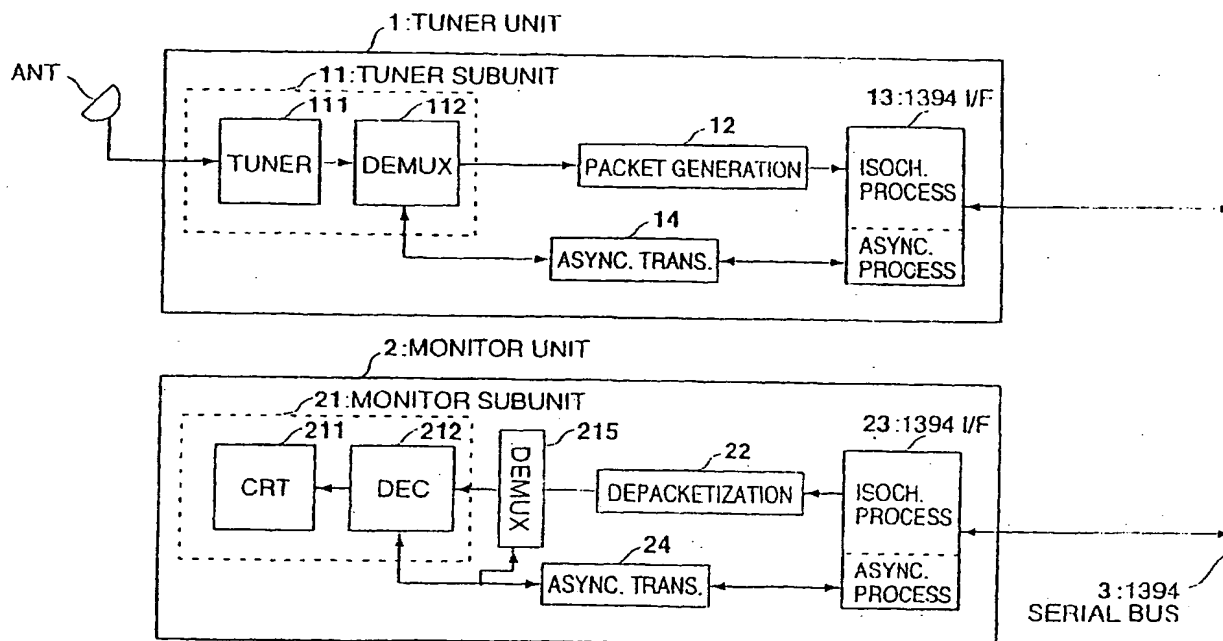 1:TUNER UNIT
ANT
11:TUNER SUBUNIT
111
112
TUNER
DEMUX
12
PACKET GENERATION
13:1394 I/F
ISOCH.
PROCESS
ASYNC.
PROCESS
14
ASYNC. TRANS.
2:MONITOR UNIT
21:MONITOR SUBUNIT
211
212
CRT
DEC
215
DEMUX
22
DEPACKETIZATION
23:1394 I/F
ISOCH.
PROCESS
ASYNC.
PROCESS
24
ASYNC. TRANS.
3:1394
SERIAL BUS